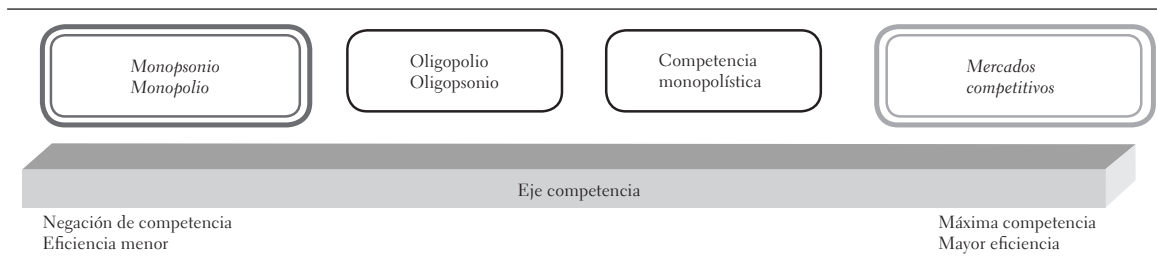 Monopsonio
Monopolio
Oligopolio
Oligopsonio
Competencia
monopolística
Mercados
competitivos
Eje competencia
Negación de competencia
Eficiencia menor
Máxima competencia
Mayor eficiencia